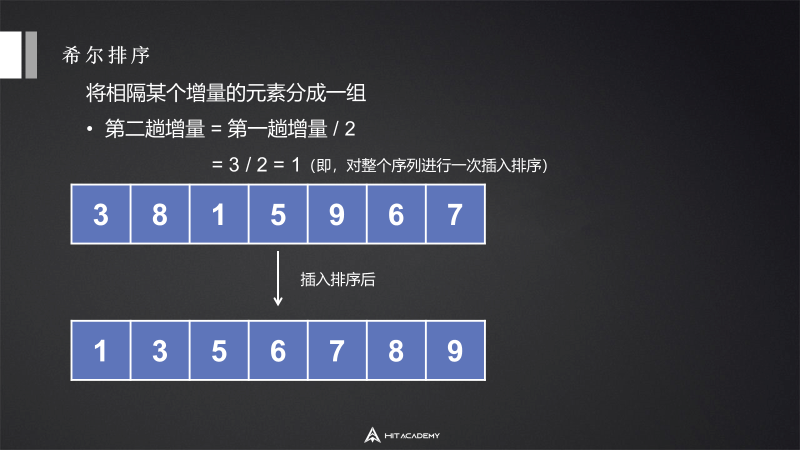 希尔排序
将相隔某个增量的元素分成一组
• 第二趟增量 = 第一趟增量 / 2
= 3 / 2 = 1（即，对整个序列进行一次插入排序）
3 8 1 5 9 6 7
插入排序后
1 3 5 6 7 8 9
HIT ACADEMY